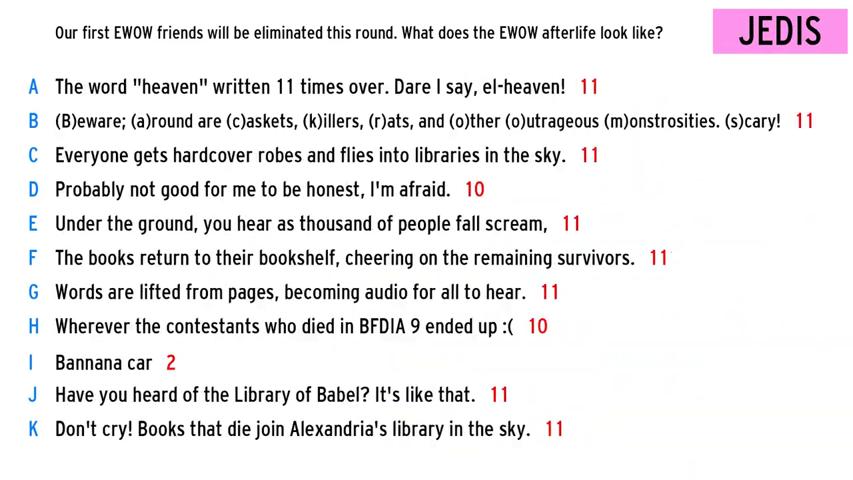 Our first EWOW friends will be eliminated this round. What does the EWOW afterlife look like?
JEDIS
A The word "heaven" written 11 times over. Dare I say, el-heaven! 11
B (B)eware; (a)round are (c)askets, (k)illers, (r)ats, and (o)ther (o)utrageous (m)onstrosities. (s)cary! 11
C Everyone gets hardcover robes and flies into libraries in the sky. 11
D Probably not good for me to be honest, I'm afraid. 10
E Under the ground, you hear as thousand of people fall scream, 11
F The books return to their bookshelf, cheering on the remaining survivors. 11
G Words are lifted from pages, becoming audio for all to hear. 11
H Wherever the contestants who died in BFDIA 9 ended up :( 10
I Bannana car 2
J Have you heard of the Library of Babel? It's like that. 11
K Don't cry! Books that die join Alexandria's library in the sky. 11